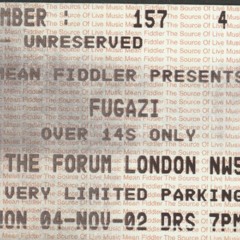 MBER : 157 4
UNRESERVED
MEAN FIDDLER PRESENTS
FUGAZI
OVER 14S ONLY
THE FORUM LONDON NW5
VERY LIMITED PARKING
MON 04-NOV-02 DRS 7PM